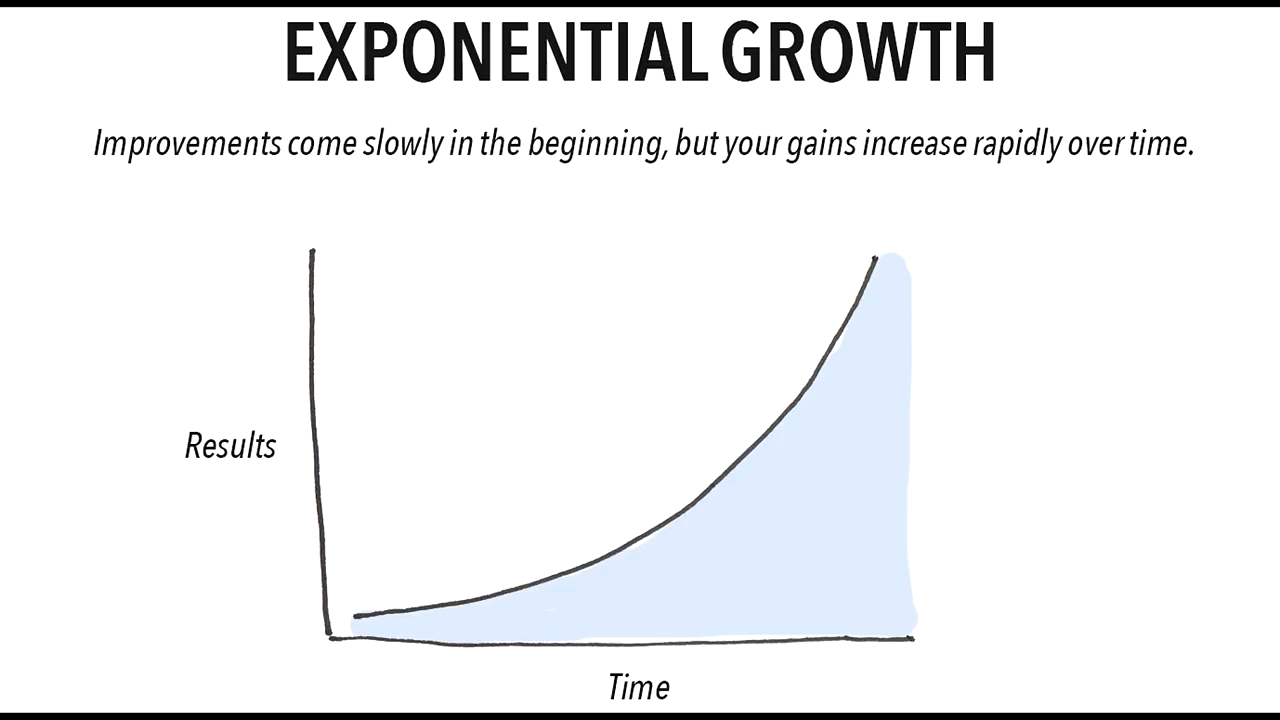 EXPONENTIAL GROWTH
Improvements come slowly in the beginning, but your gains increase rapidly over time.
Results
Time